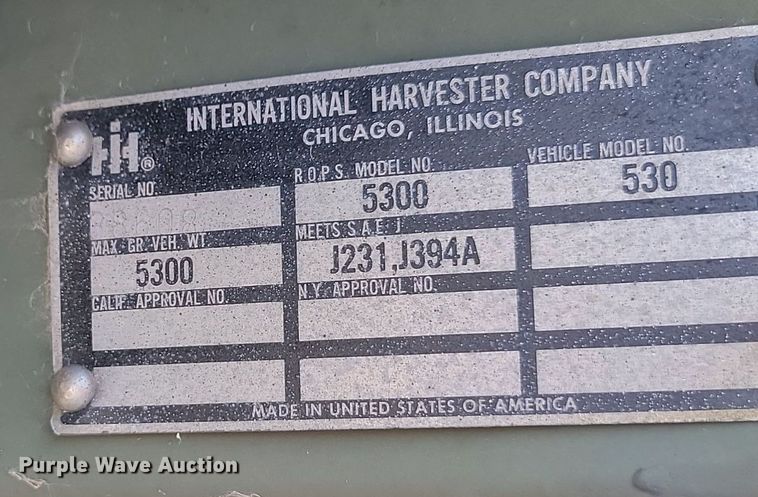 INTERNATIONAL HARVESTER COMPANY
CHICAGO, ILLINOIS
IH®
SERIAL NO.
R.O.P.S. MODEL NO.
5300
VEHICLE MODEL NO.
530
MAX. GR. VEH. WT.
5300
MEETS S.A.E. J
J231,J394A
CALIF. APPROVAL NO.
N.Y. APPROVAL NO.
MADE IN UNITED STATES OF AMERICA
Purple Wave Auction